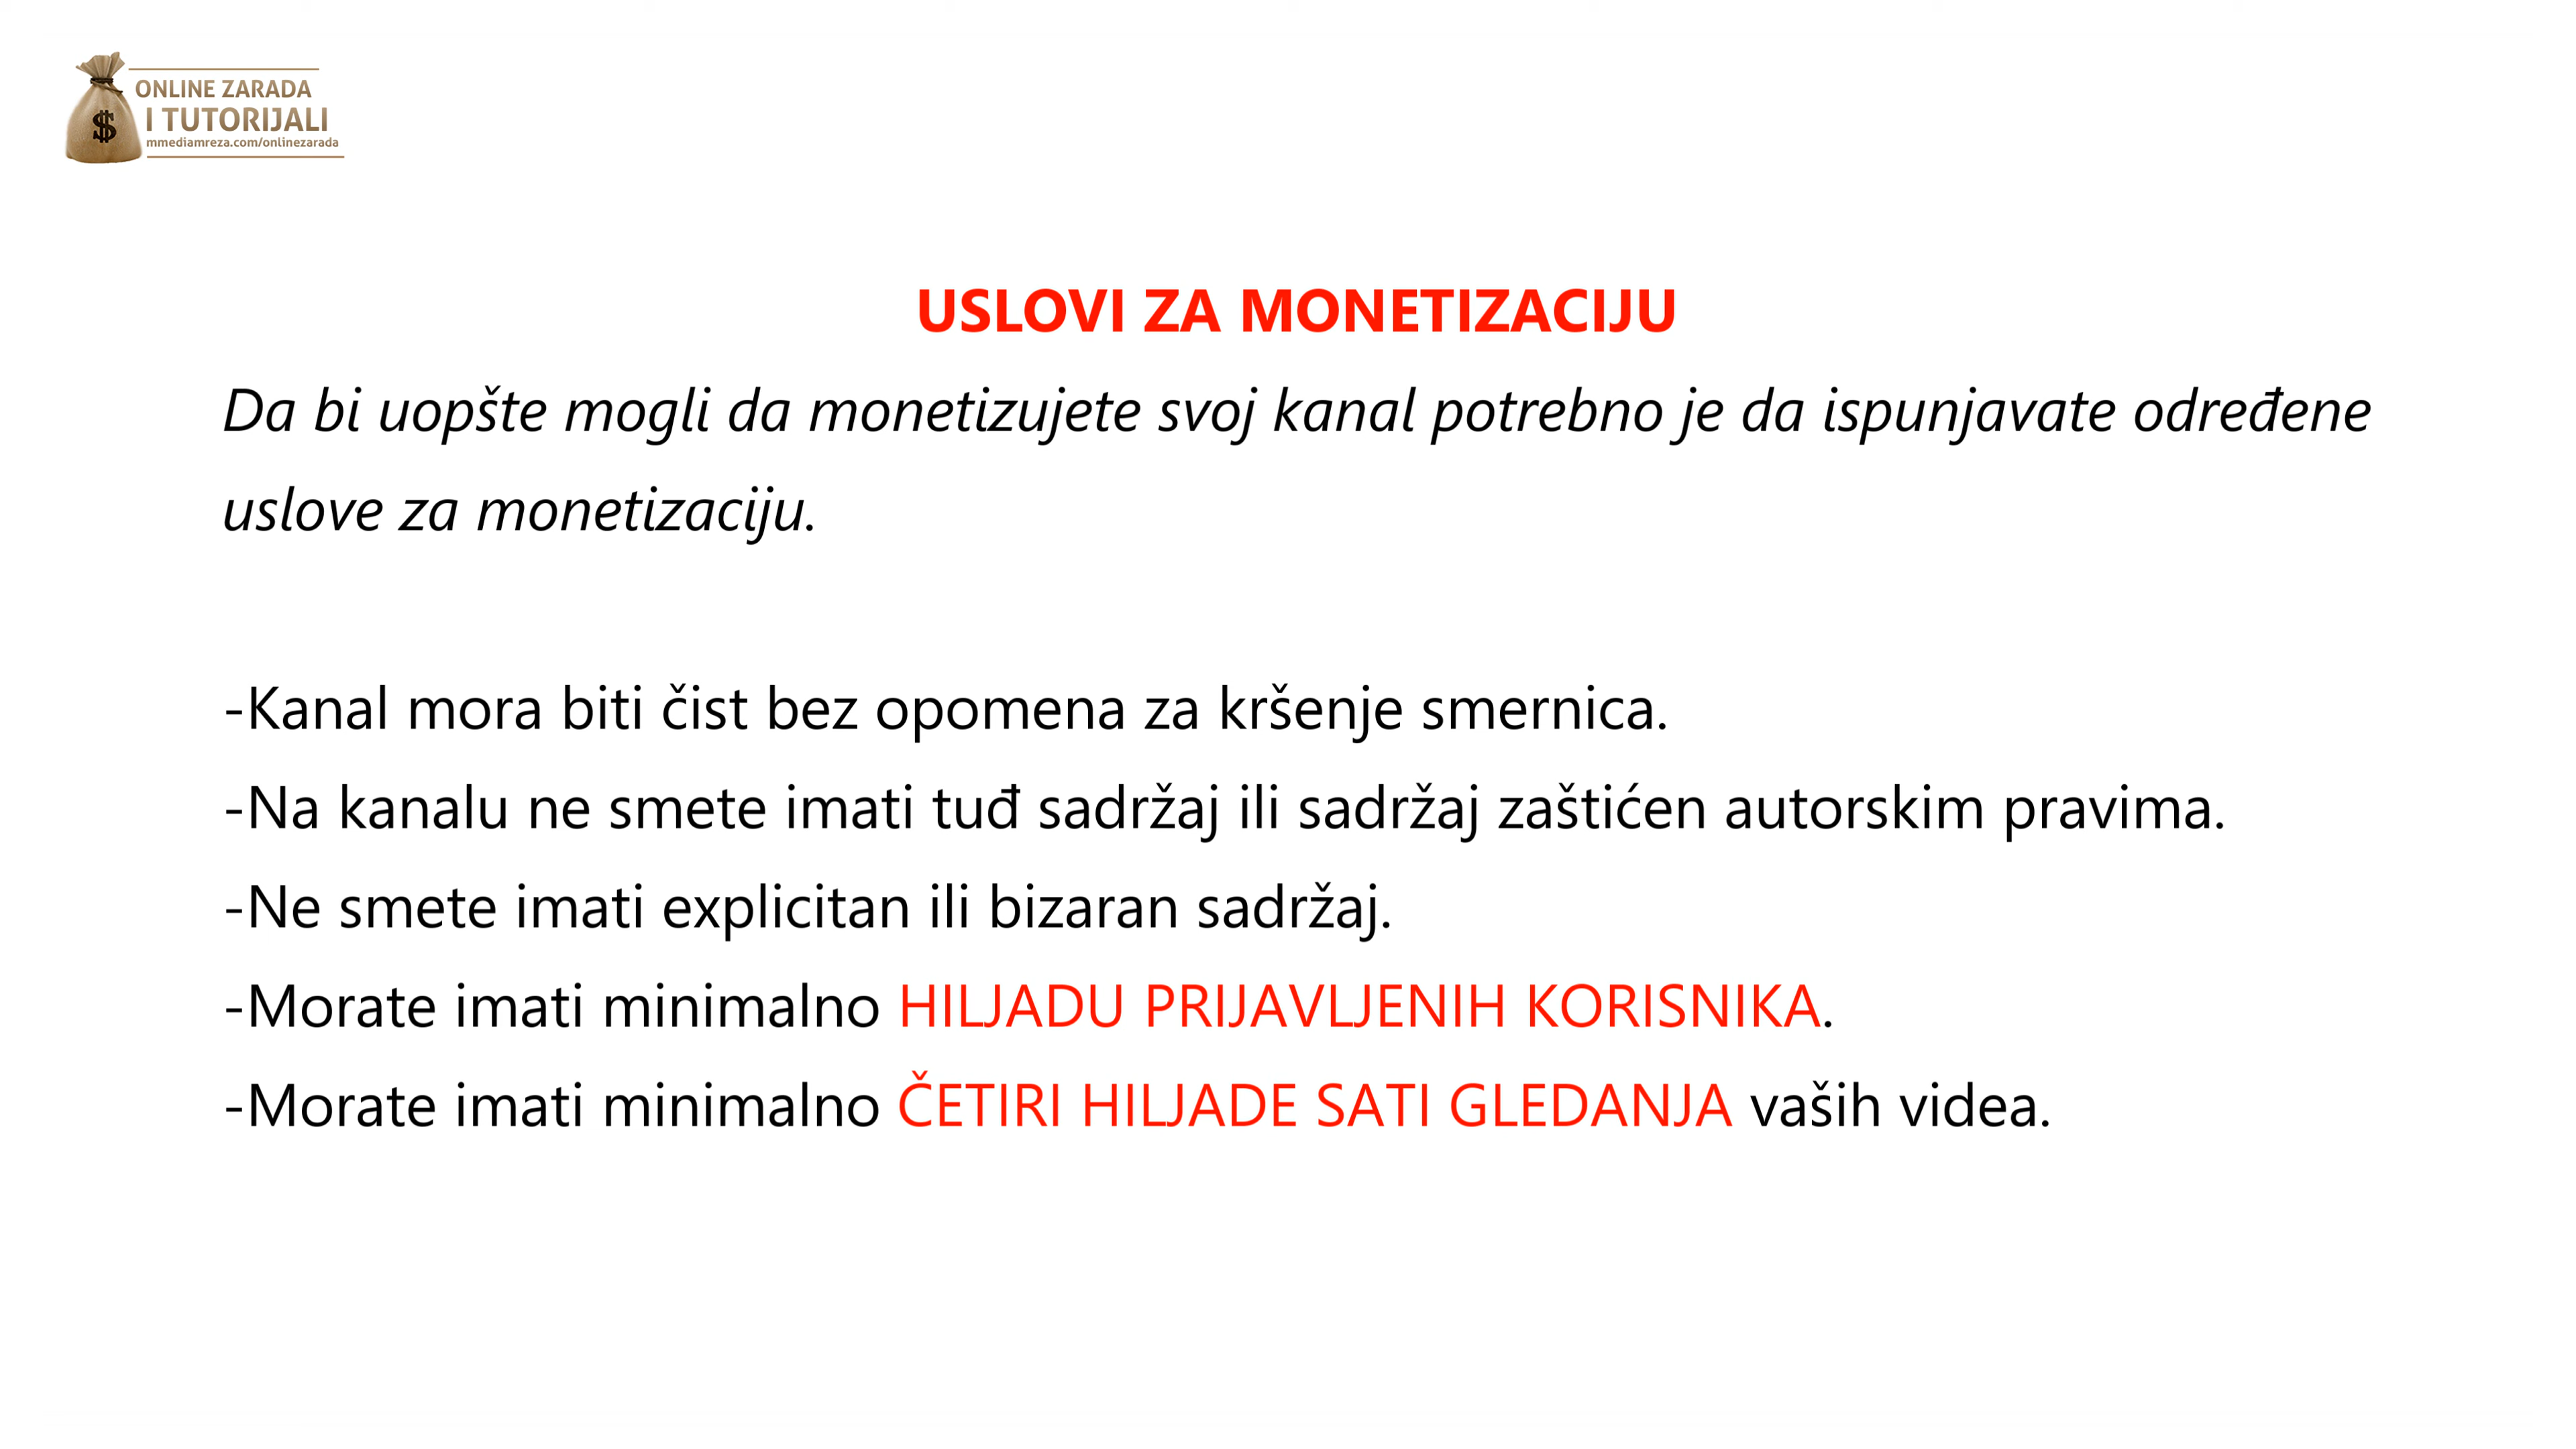 ONLINE ZARADA
I TUTORIJALI
mmediamreza.com/onlinezarada
$
USLOVI ZA MONETIZACIJU
Da bi uopšte mogli da monetizujete svoj kanal potrebno je da ispunjavate određene
uslove za monetizaciju.
-Kanal mora biti čist bez opomena za kršenje smernica.
-Na kanalu ne smete imati tuđ sadržaj ili sadržaj zaštićen autorskim pravima.
-Ne smete imati explicitan ili bizaran sadržaj.
-Morate imati minimalno HILJADU PRIJAVLJENIH KORISNIKA.
-Morate imati minimalno ČETIRI HILJADE SATI GLEDANJA vaših videa.